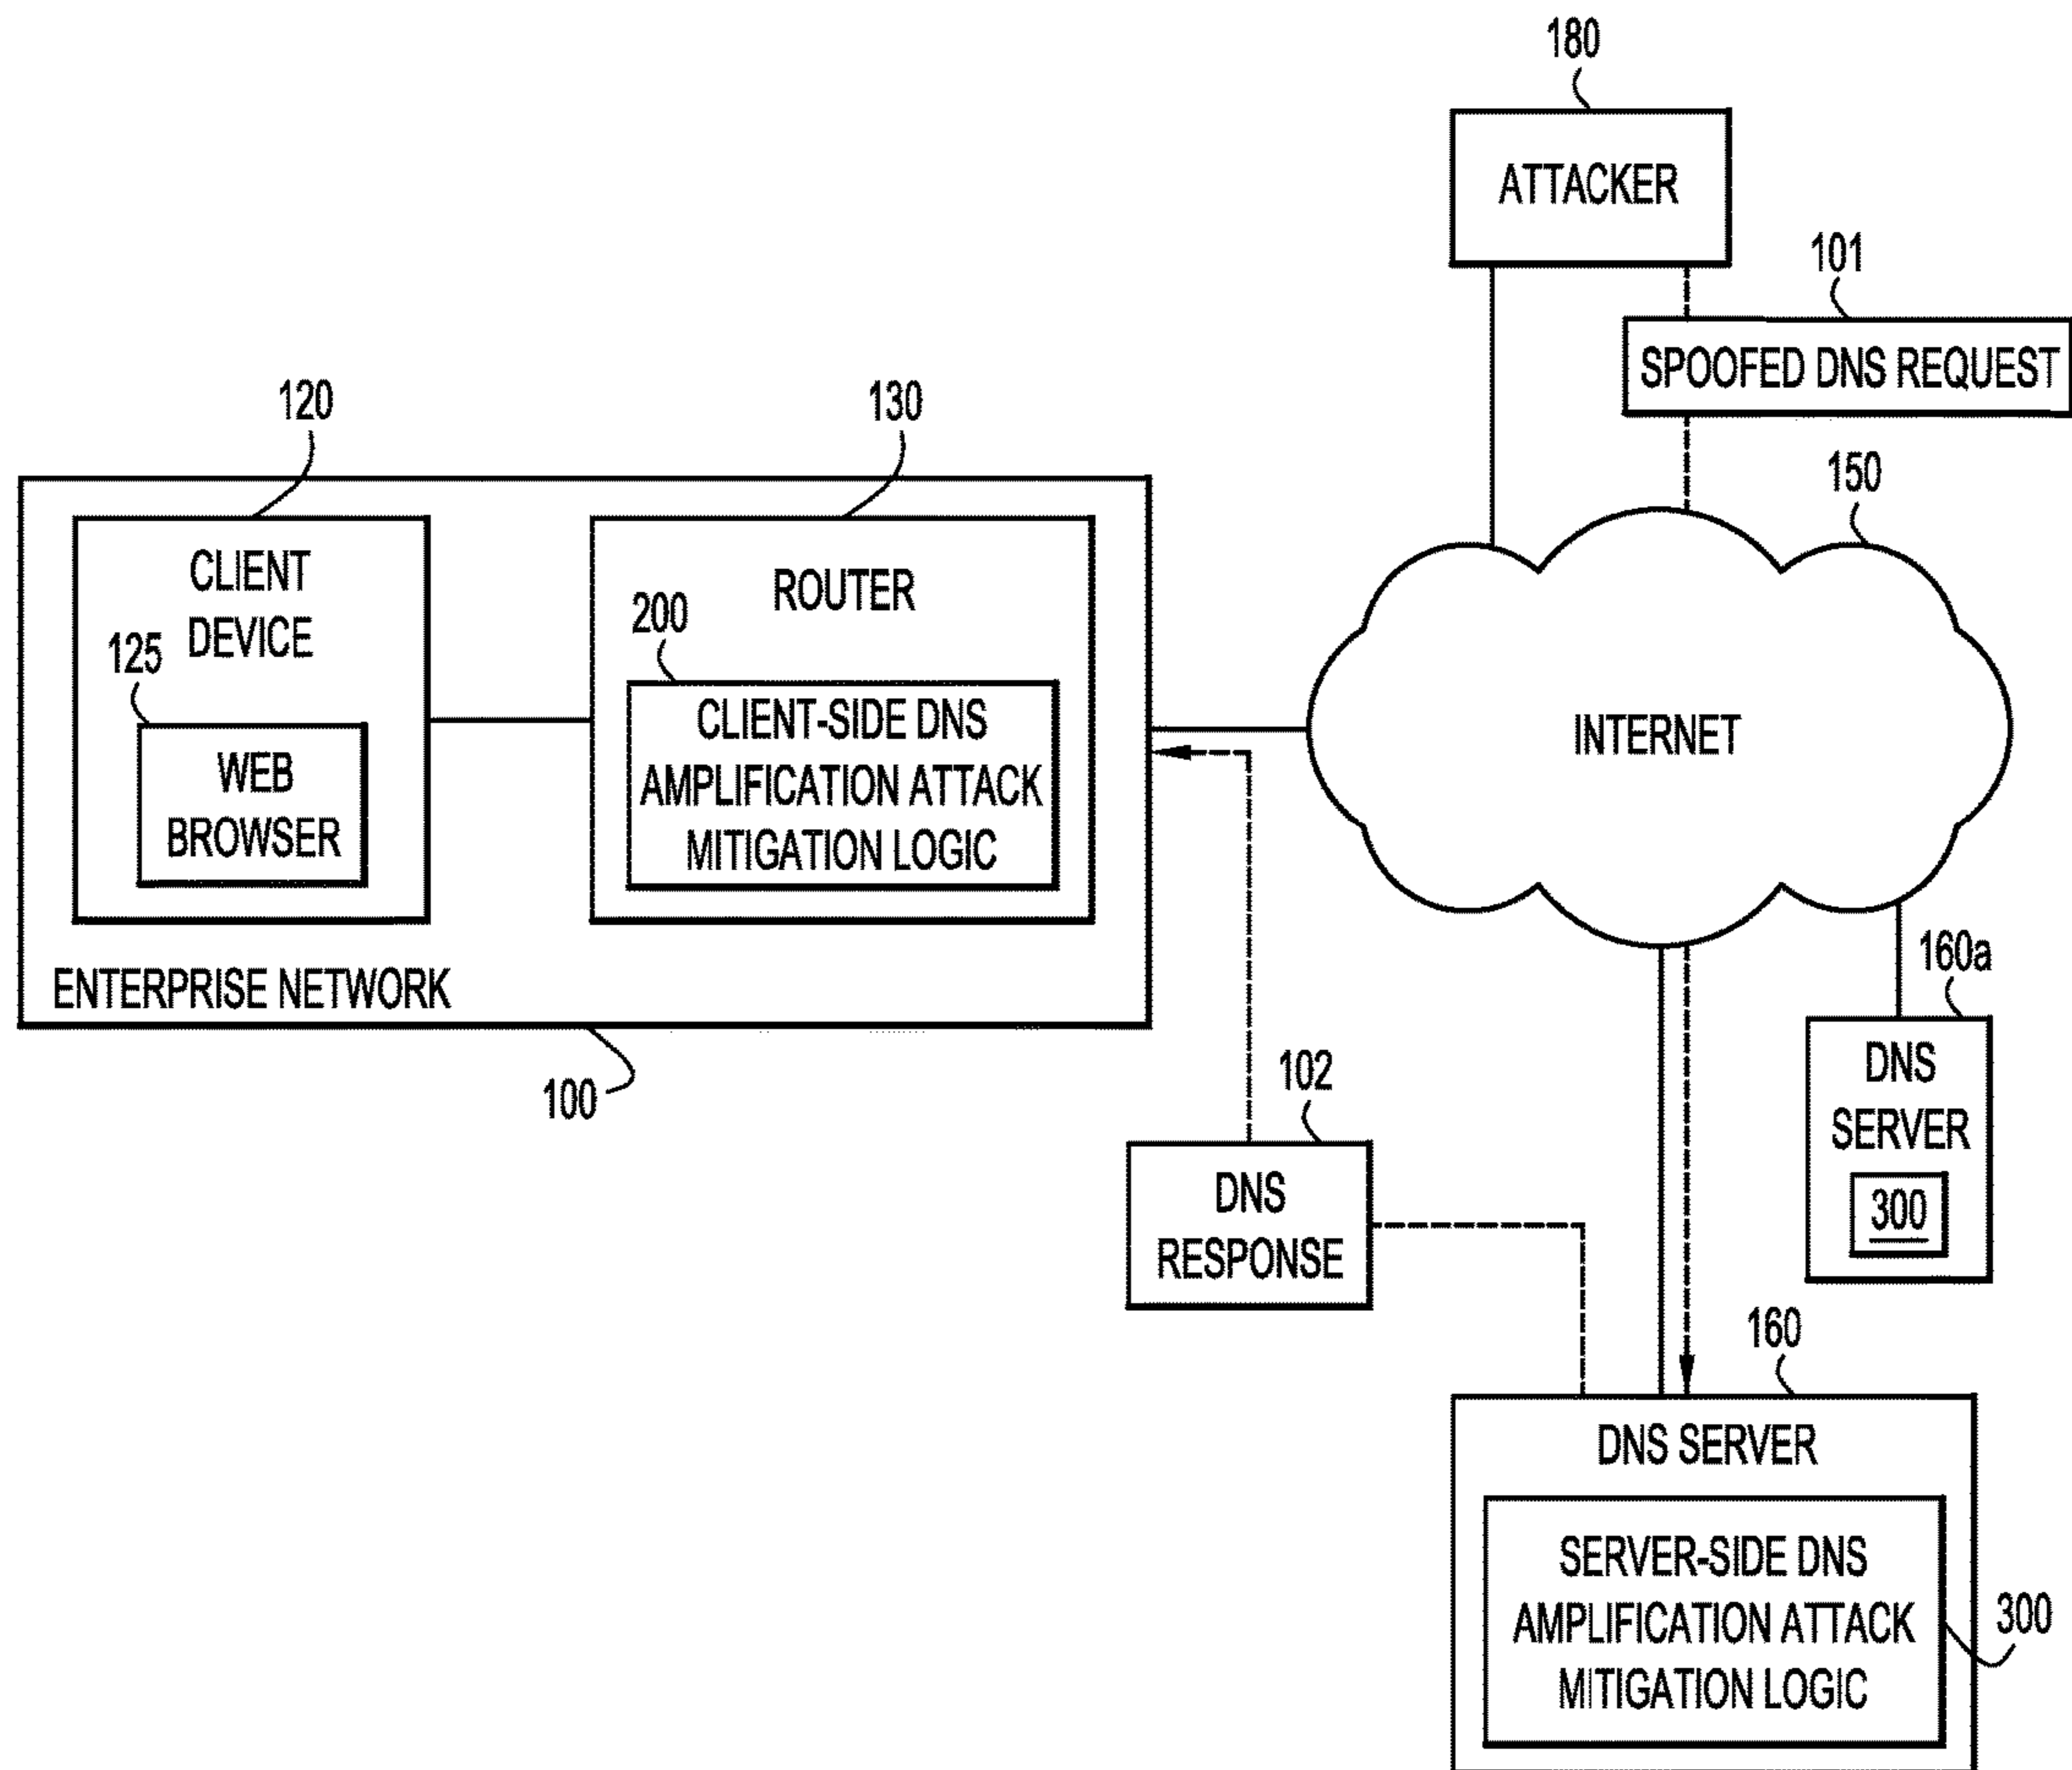 180
ATTACKER
101
SPOOFED DNS REQUEST
120
130
150
CLIENT
DEVICE
125
WEB
BROWSER
ROUTER
200
CLIENT-SIDE DNS
AMPLIFICATION ATTACK
MITIGATION LOGIC
INTERNET
ENTERPRISE NETWORK
100
160a
DNS
SERVER
300
102
DNS
RESPONSE
160
DNS SERVER
SERVER-SIDE DNS
AMPLIFICATION ATTACK
MITIGATION LOGIC
300